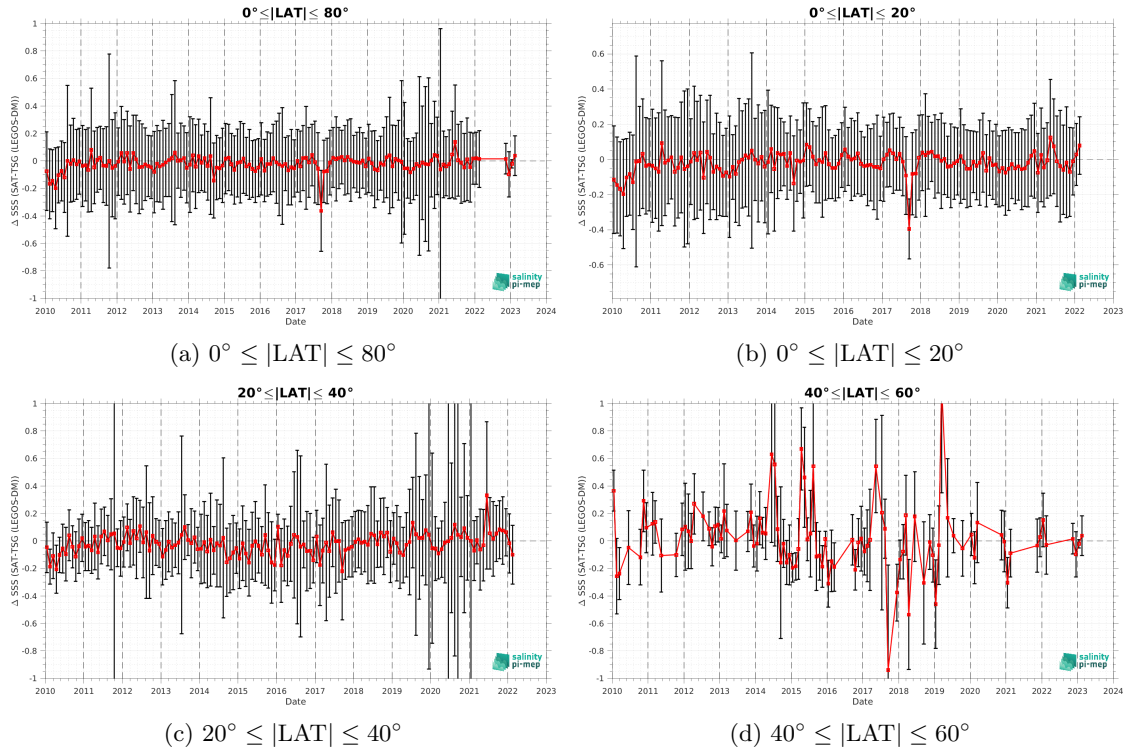 0°≤|LAT|≤ 80°
1
0.8
0.6
0.4
0.2
0
-0.2
-0.4
-0.6
-0.8
-1
Δ SSS (SAT-TSG (LEGOS-DM))
2010 2011 2012 2013 2014 2015 2016 2017 2018 2019 2020 2021 2022 2023 2024
Date
salinity
pi-mep
(a) 0° ≤ |LAT| ≤ 80°
0°≤|LAT|≤ 20°
0.6
0.4
0.2
0
-0.2
-0.4
-0.6
Δ SSS (SAT-TSG (LEGOS-DM))
2010 2011 2012 2013 2014 2015 2016 2017 2018 2019 2020 2021 2022 2023
Date
salinity
pi-mep
(b) 0° ≤ |LAT| ≤ 20°
20°≤|LAT|≤ 40°
1
0.8
0.6
0.4
0.2
0
-0.2
-0.4
-0.6
-0.8
-1
Δ SSS (SAT-TSG (LEGOS-DM))
2010 2011 2012 2013 2014 2015 2016 2017 2018 2019 2020 2021 2022 2023
Date
salinity
pi-mep
(c) 20° ≤ |LAT| ≤ 40°
40°≤|LAT|≤ 60°
1
0.8
0.6
0.4
0.2
0
-0.2
-0.4
-0.6
-0.8
-1
Δ SSS (SAT-TSG (LEGOS-DM))
2010 2011 2012 2013 2014 2015 2016 2017 2018 2019 2020 2021 2022 2023 2024
Date
salinity
pi-mep
(d) 40° ≤ |LAT| ≤ 60°